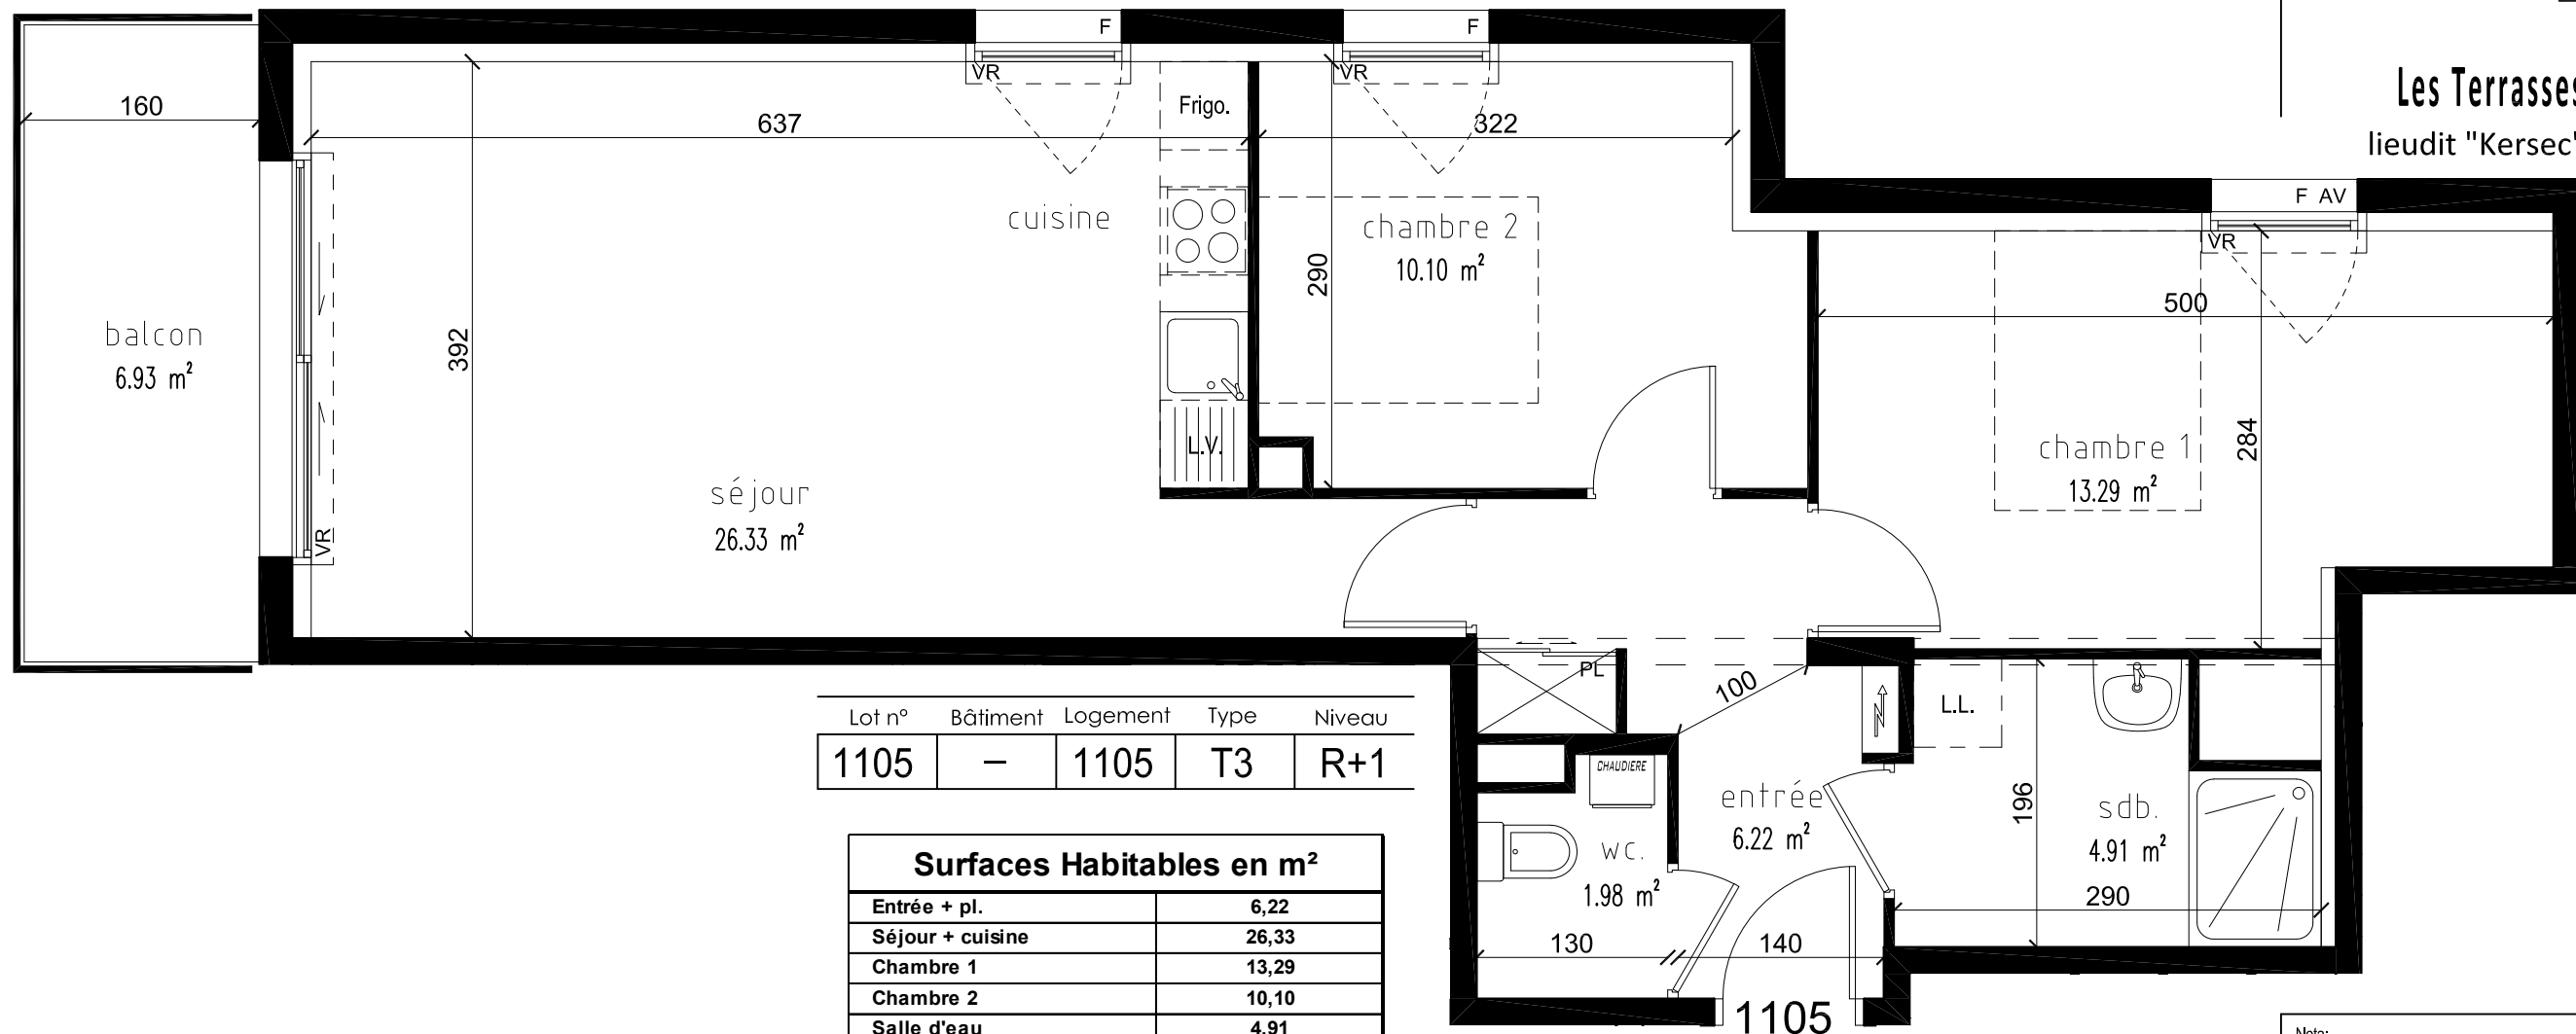 F
F
VR
VR
Les Terrasses
lieudit "Kersec"
160
637
Frigo.
322
F AV
VR
cuisine
chambre 2
10.10 m²
290
500
balcon
6.93 m²
392
284
chambre 1
13.29 m²
L.V.
séjour
26.33 m²
VR
PL
100
L.L.
Lot n° Bâtiment Logement Type Niveau
1105 – 1105 T3 R+1
CHAUDIERE
entrée
6.22 m²
196
sdb.
4.91 m²
WC.
1.98 m²
290
130
140
1105
Surfaces Habitables en m²
Entrée + pl. 6,22
Séjour + cuisine 26,33
Chambre 1 13,29
Chambre 2 10,10
Salle d'eau 4,91
Nota: